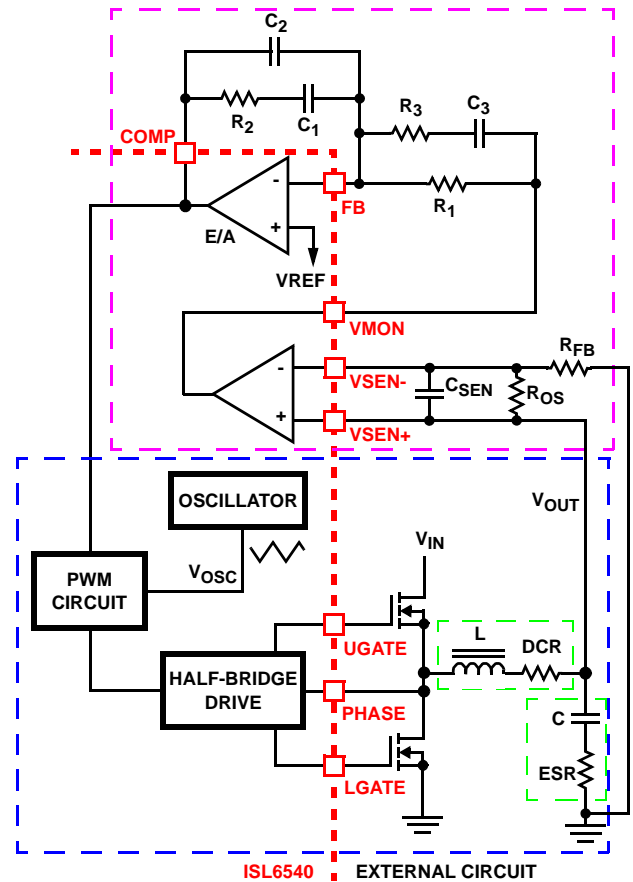 C2
R2
C1
R3
C3
COMP
R1
-
+
E/A
FB
VREF
VMON
-
+
VSEN-
VSEN+
CSEN
ROS
RFB
OSCILLATOR
VOUT
VIN
PWM
CIRCUIT
VOSC
UGATE
L
DCR
HALF-BRIDGE
DRIVE
PHASE
C
ESR
LGATE
ISL6540
EXTERNAL CIRCUIT